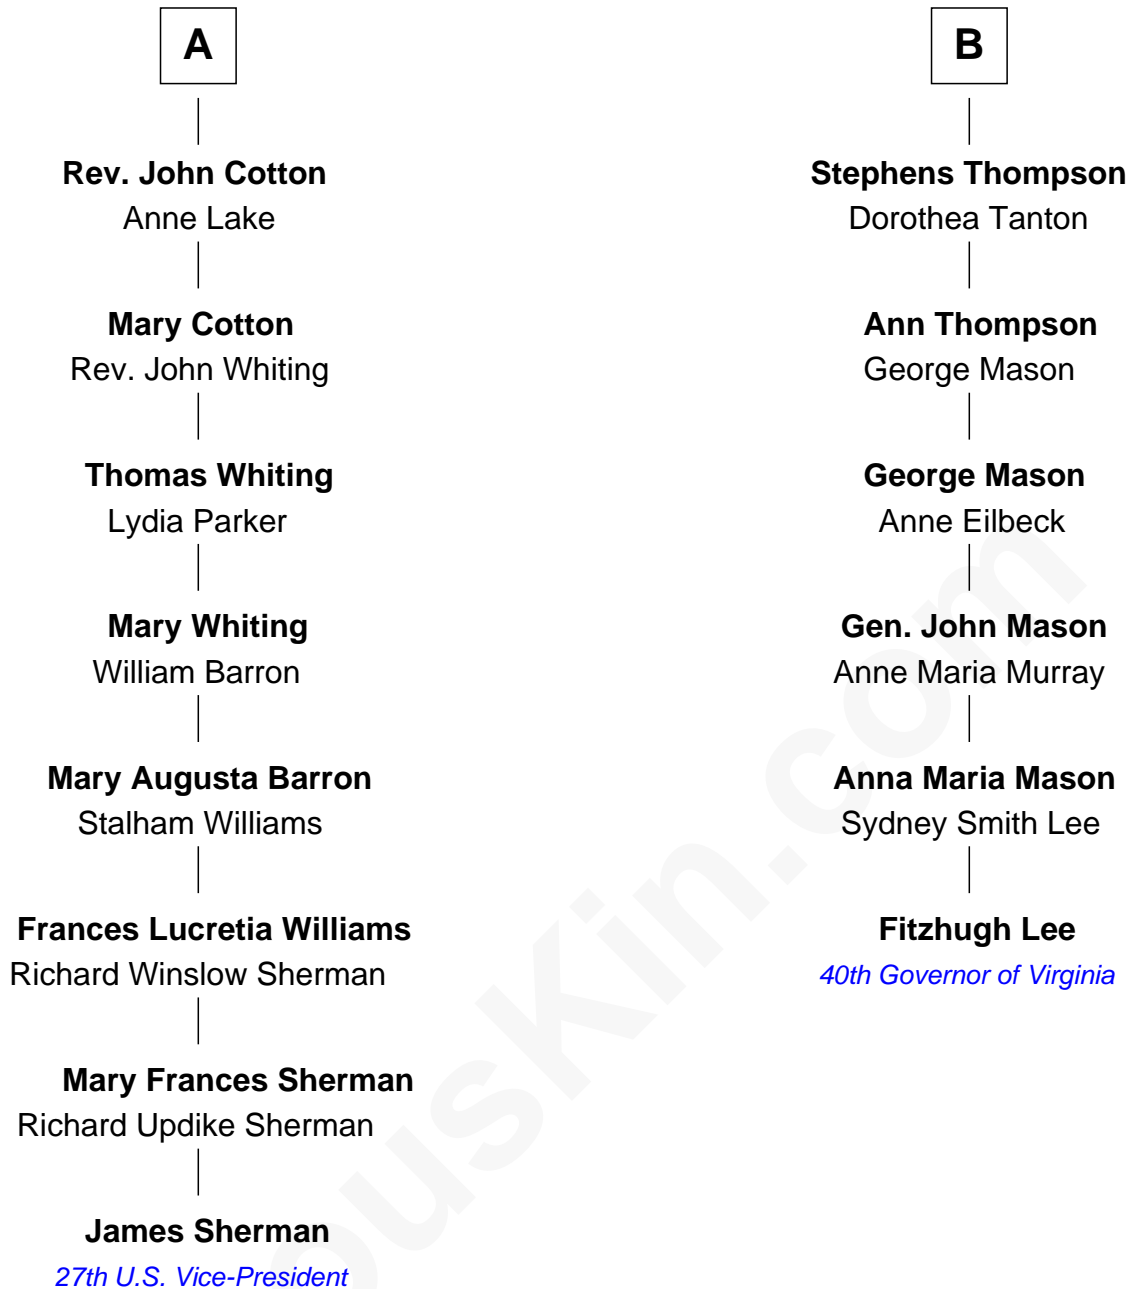 A
Rev. John Cotton
Anne Lake
Mary Cotton
Rev. John Whiting
Thomas Whiting
Lydia Parker
Mary Whiting
William Barron
Mary Augusta Barron
Stalham Williams
Frances Lucretia Williams
Richard Winslow Sherman
Mary Frances Sherman
Richard Updike Sherman
James Sherman
27th U.S. Vice-President
B
Stephens Thompson
Dorothea Tanton
Ann Thompson
George Mason
George Mason
Anne Eilbeck
Gen. John Mason
Anne Maria Murray
Anna Maria Mason
Sydney Smith Lee
Fitzhugh Lee
40th Governor of Virginia
ousKin.com